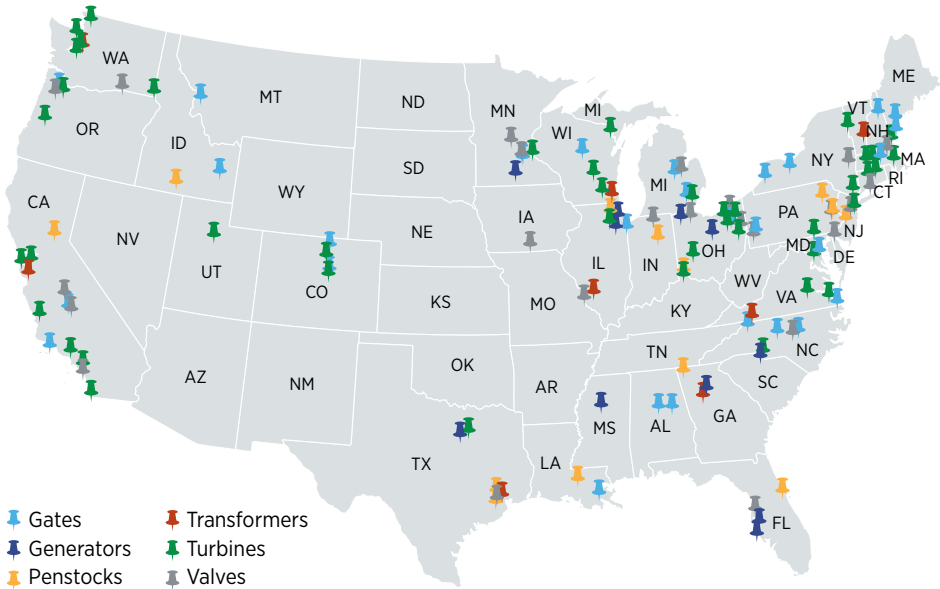 WA
MT
ND
MN
MI
ME
VT
NH
OR
ID
WI
SD
NY
MA
WY
MI
RI
CT
CA
NV
IA
PA
NE
NJ
UT
OH
MD
DE
IL
IN
CO
WV
KS
MO
VA
KY
NC
TN
OK
AZ
NM
AR
SC
MS
AL
GA
TX
LA
FL
Gates
Transformers
Generators
Turbines
Penstocks
Valves